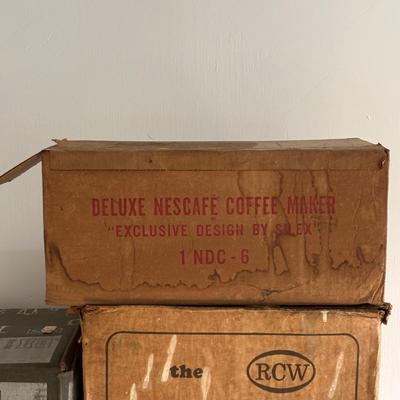 DELUXE NESCAFÉ COFFEE MAKER
"EXCLUSIVE DESIGN BY SILEX"
1 NDC - 6
the RCW